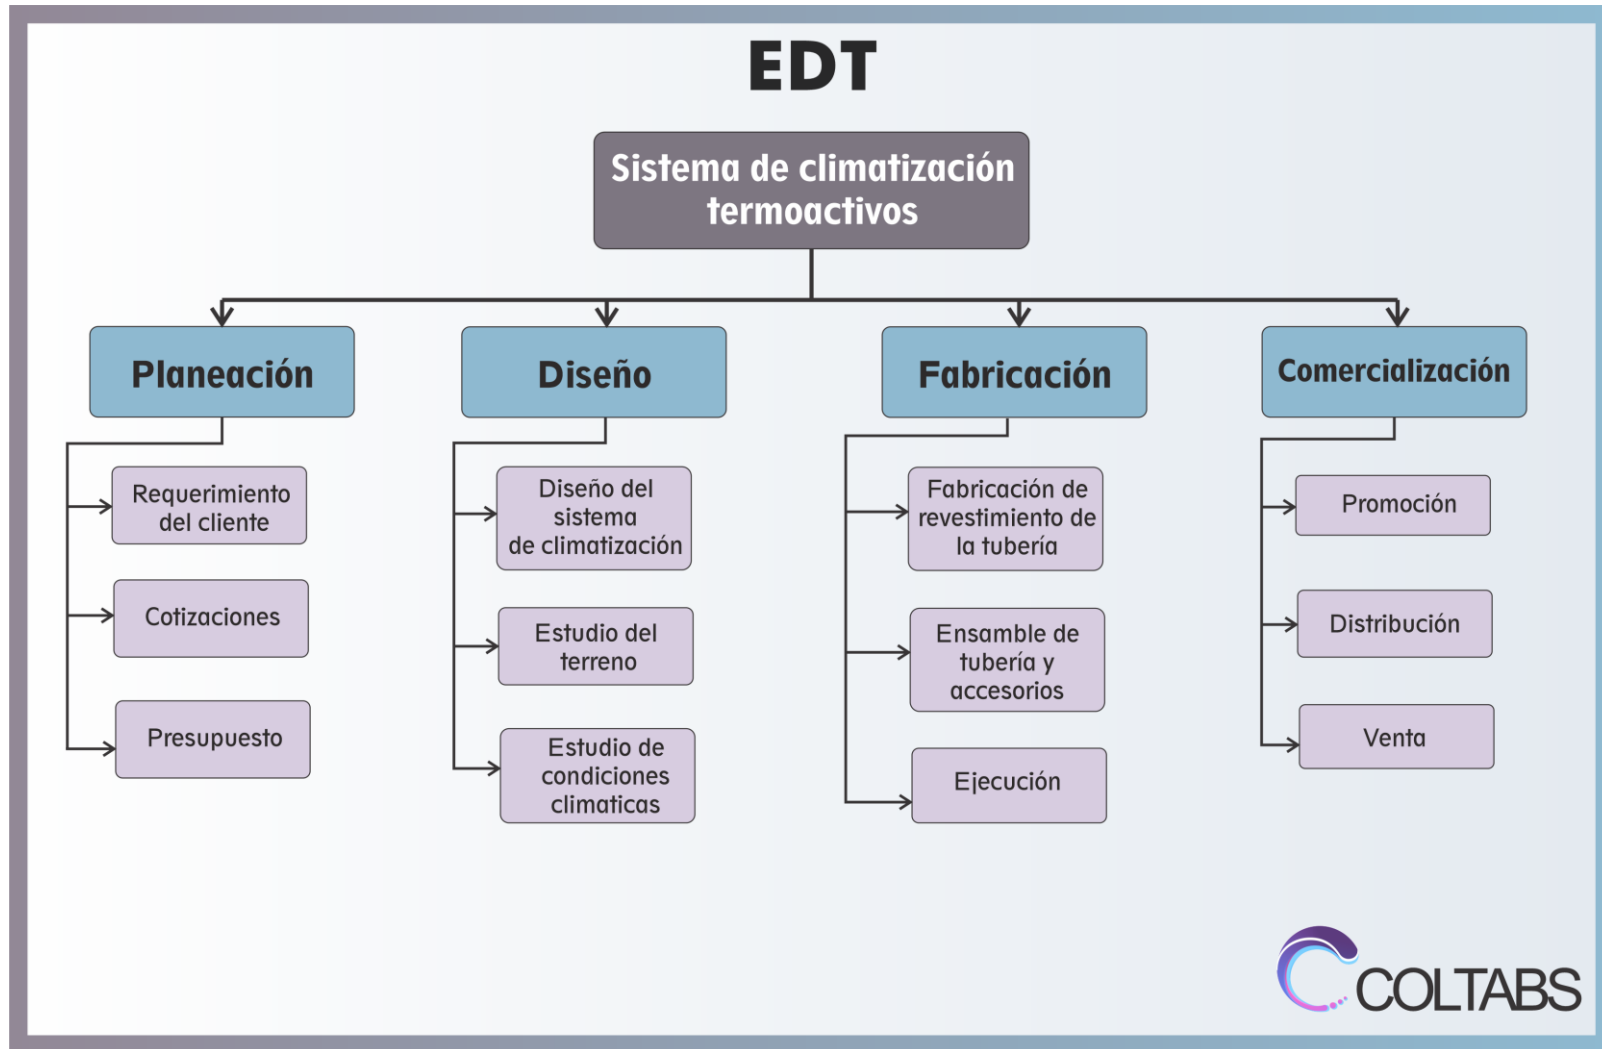 EDT
Sistema de climatización
termoactivos
Planeación
Requerimiento
del cliente
Cotizaciones
Presupuesto
Diseño
Diseño del
sistema
de climatización
Estudio del
terreno
Estudio de
condiciones
climaticas
Fabricación
Fabricación de
revestimiento de
la tubería
Ensamble de
tubería y
accesorios
Ejecución
Comercialización
Promoción
Distribución
Venta
COLTABS